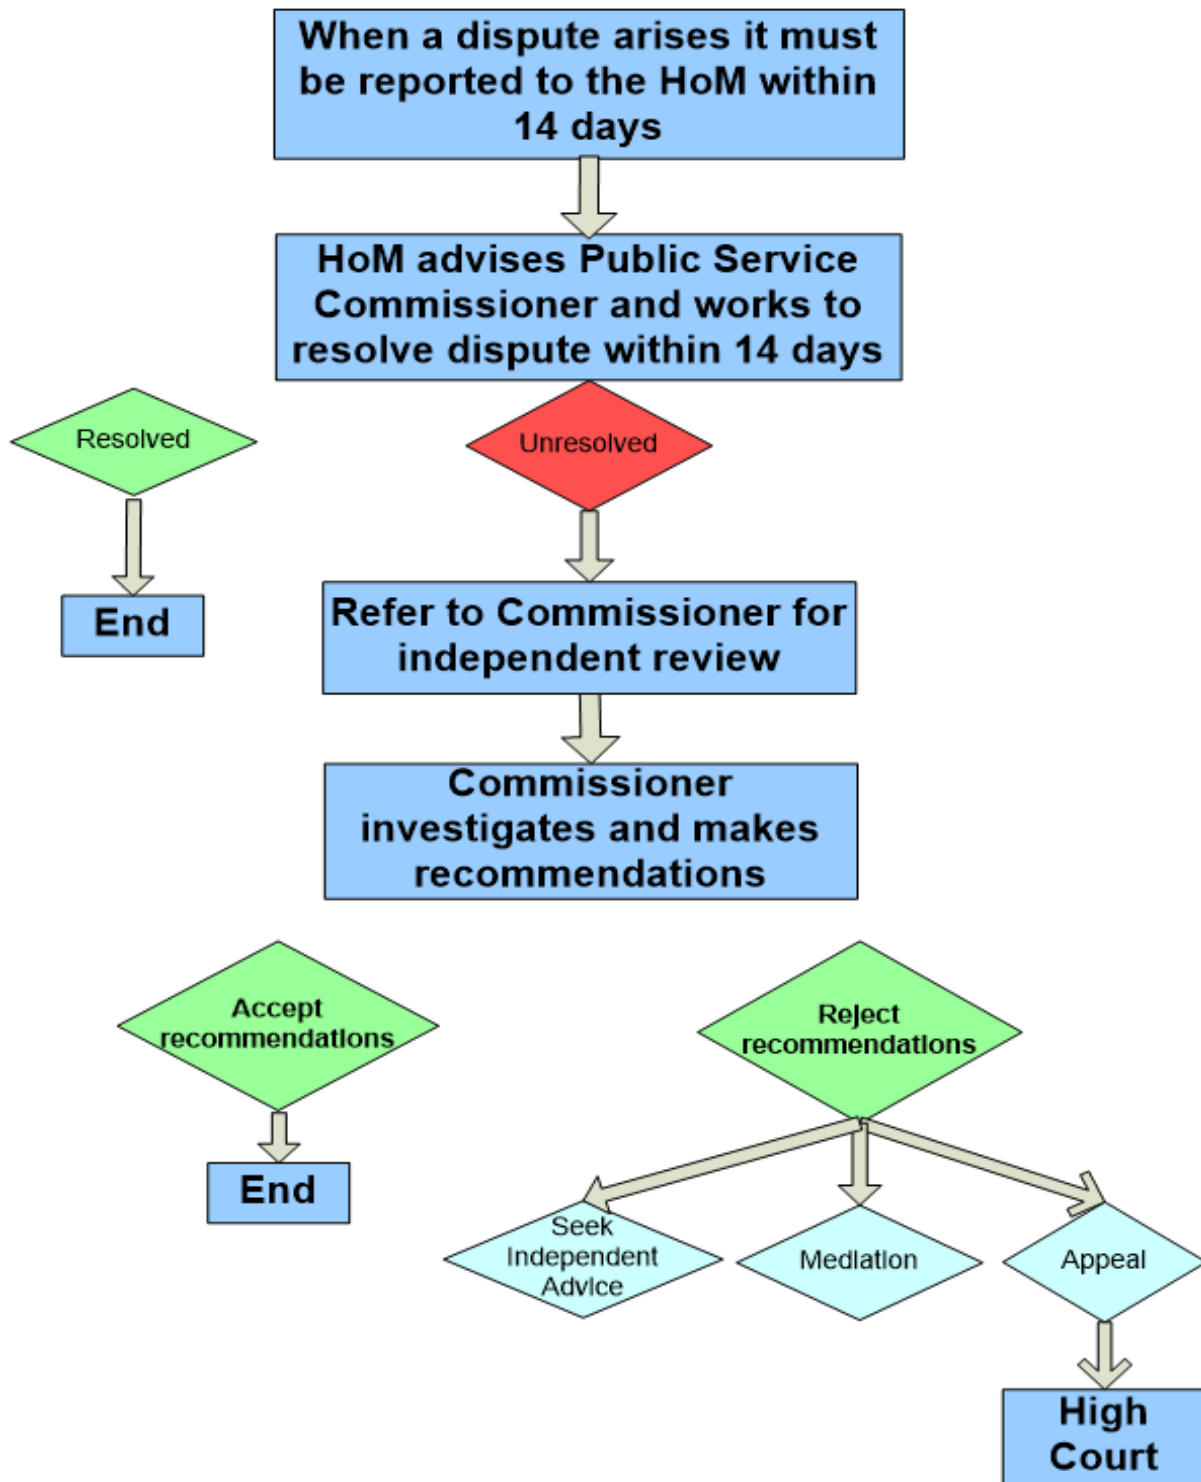 When a dispute arises it must
be reported to the HoM within
14 days
HoM advises Public Service
Commissioner and works to
resolve dispute within 14 days
Resolved
Unresolved
End
Refer to Commissioner for
independent review
Commissioner
investigates and makes
recommendations
Accept
recommendations
Reject
recommendations
End
Seek
Independent
Advice
Mediation
Appeal
High
Court